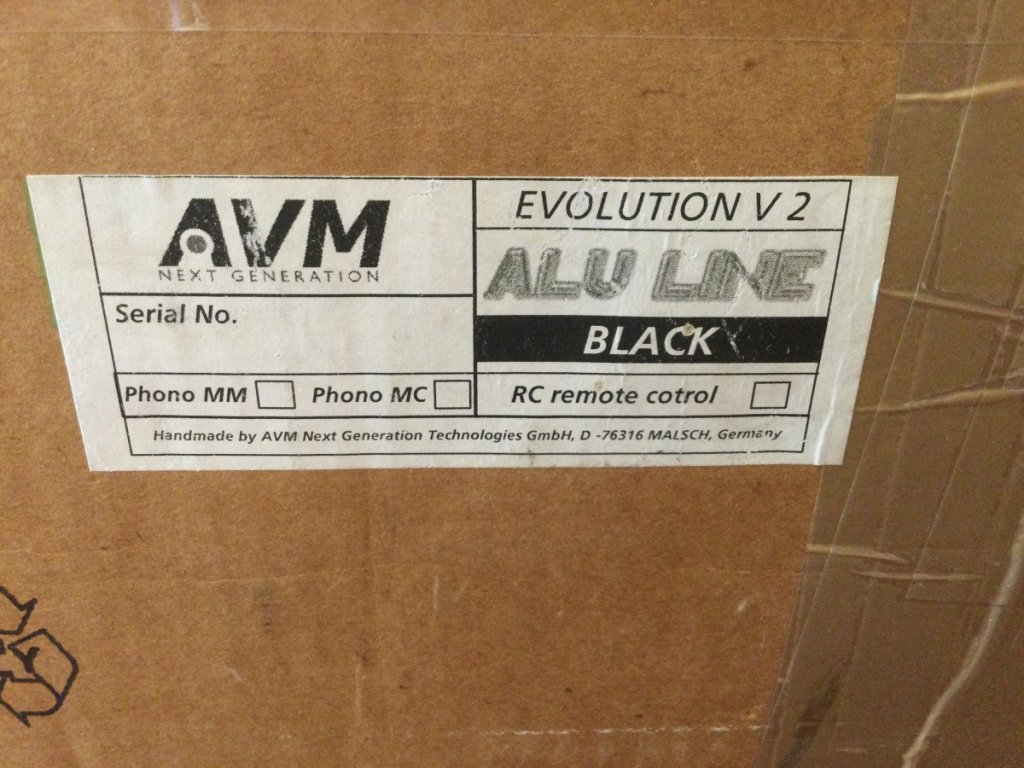 AVM
NEXT GENERATION
Serial No.
Phono MM Phono MC
EVOLUTION V 2
ALU LINE
BLACK
RC remote cotrol
Handmade by AVM Next Generation Technologies GmbH, D -76316 MALSCH, Germany